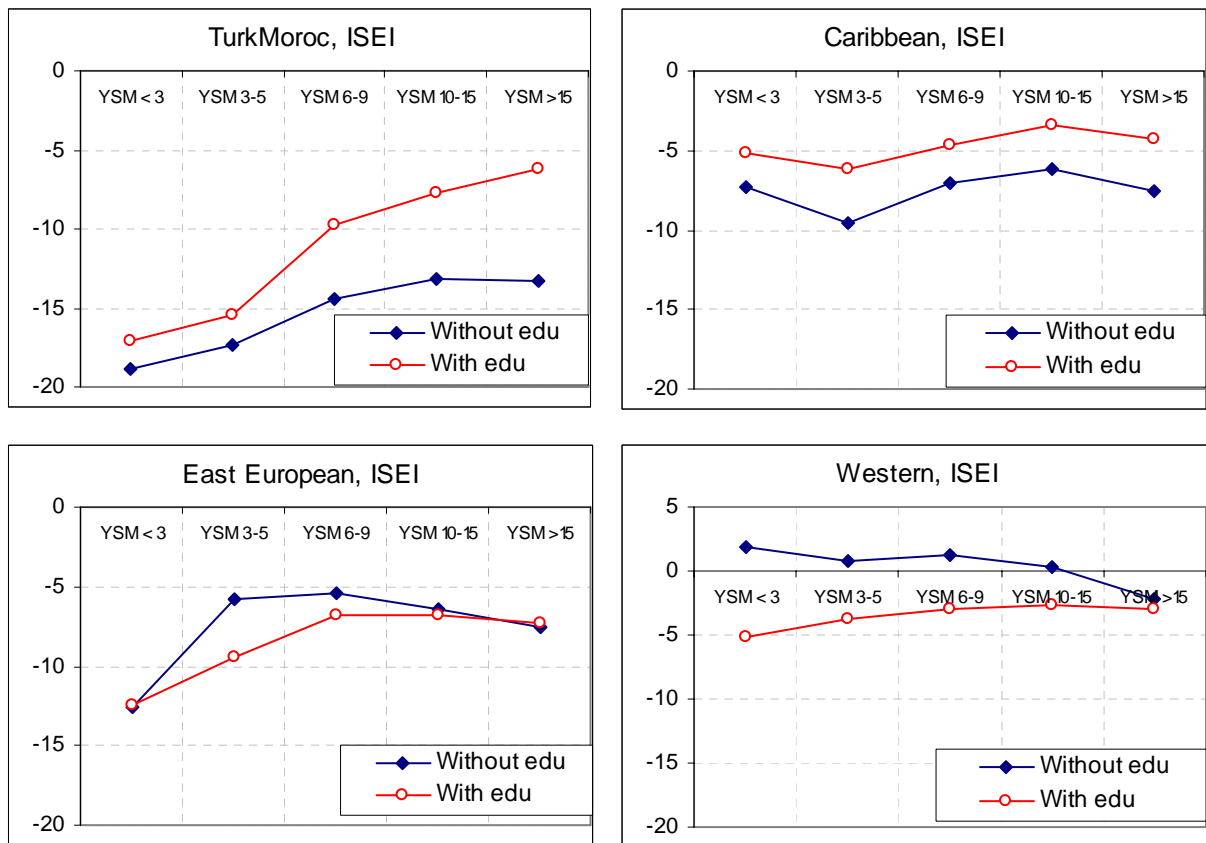 TurkMoroc, ISEI
0
YSM < 3 YSM 3-5 YSM 6-9 YSM 10-15 YSM >15
-5
-10
-15
-20
Without edu
With edu
Caribbean, ISEI
0
YSM < 3 YSM 3-5 YSM 6-9 YSM 10-15 YSM >15
-5
-10
-15
-20
Without edu
With edu
East European, ISEI
0
YSM < 3 YSM 3-5 YSM 6-9 YSM 10-15 YSM >15
-5
-10
-15
-20
Without edu
With edu
Western, ISEI
5
0
YSM < 3 YSM 3-5 YSM 6-9 YSM 10-15 YSM >15
-5
-10
-15
-20
Without edu
With edu